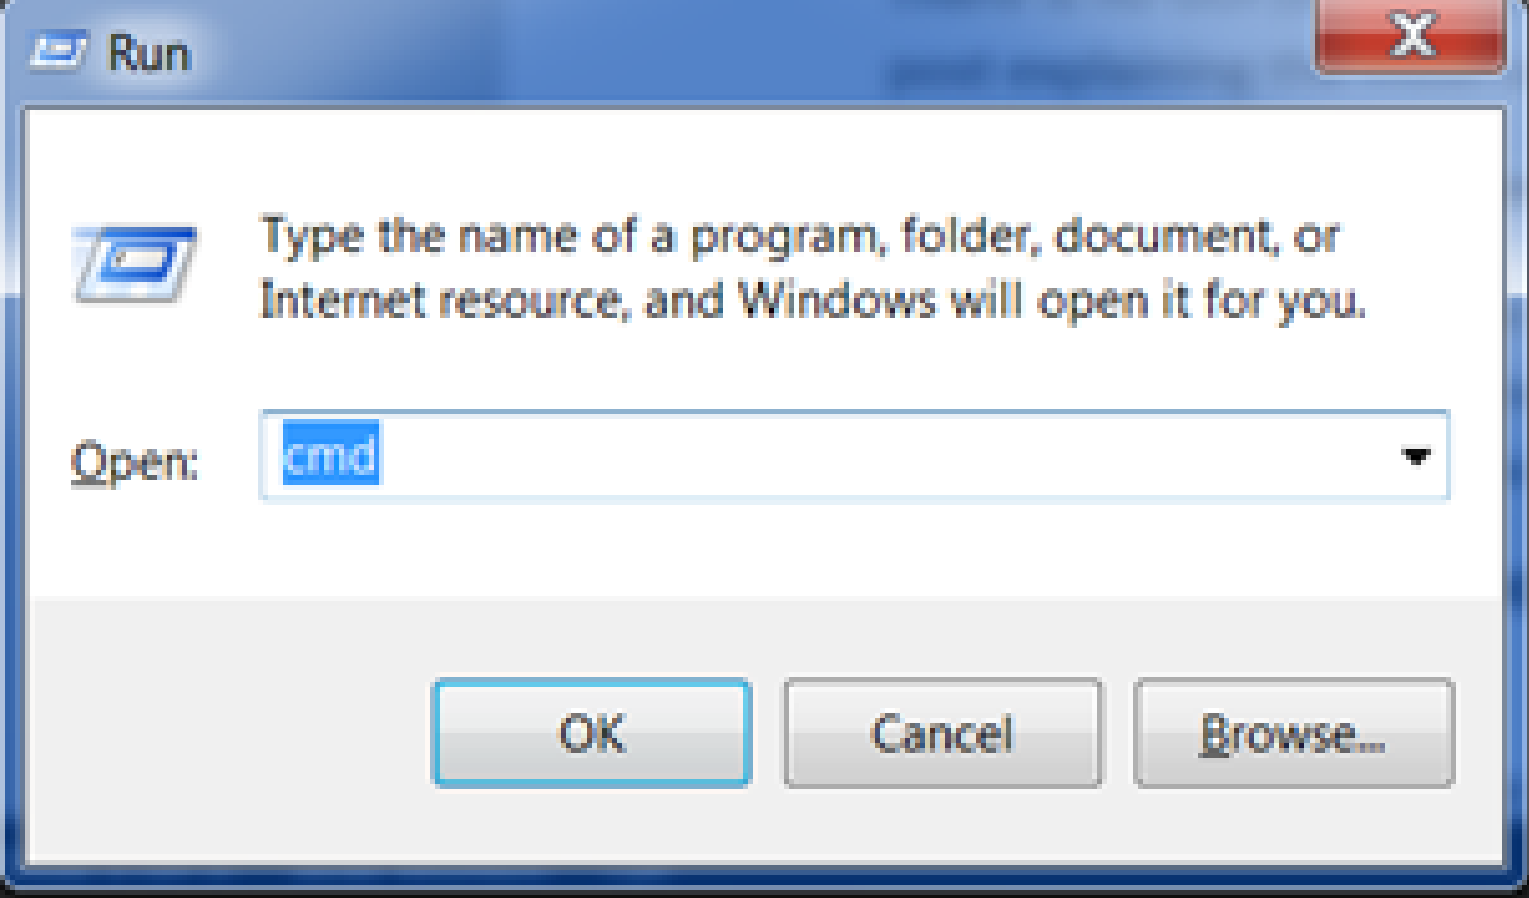 Run
Type the name of a program, folder, document, or
Internet resource, and Windows will open it for you.
Open: cmd
OK Cancel Browse...